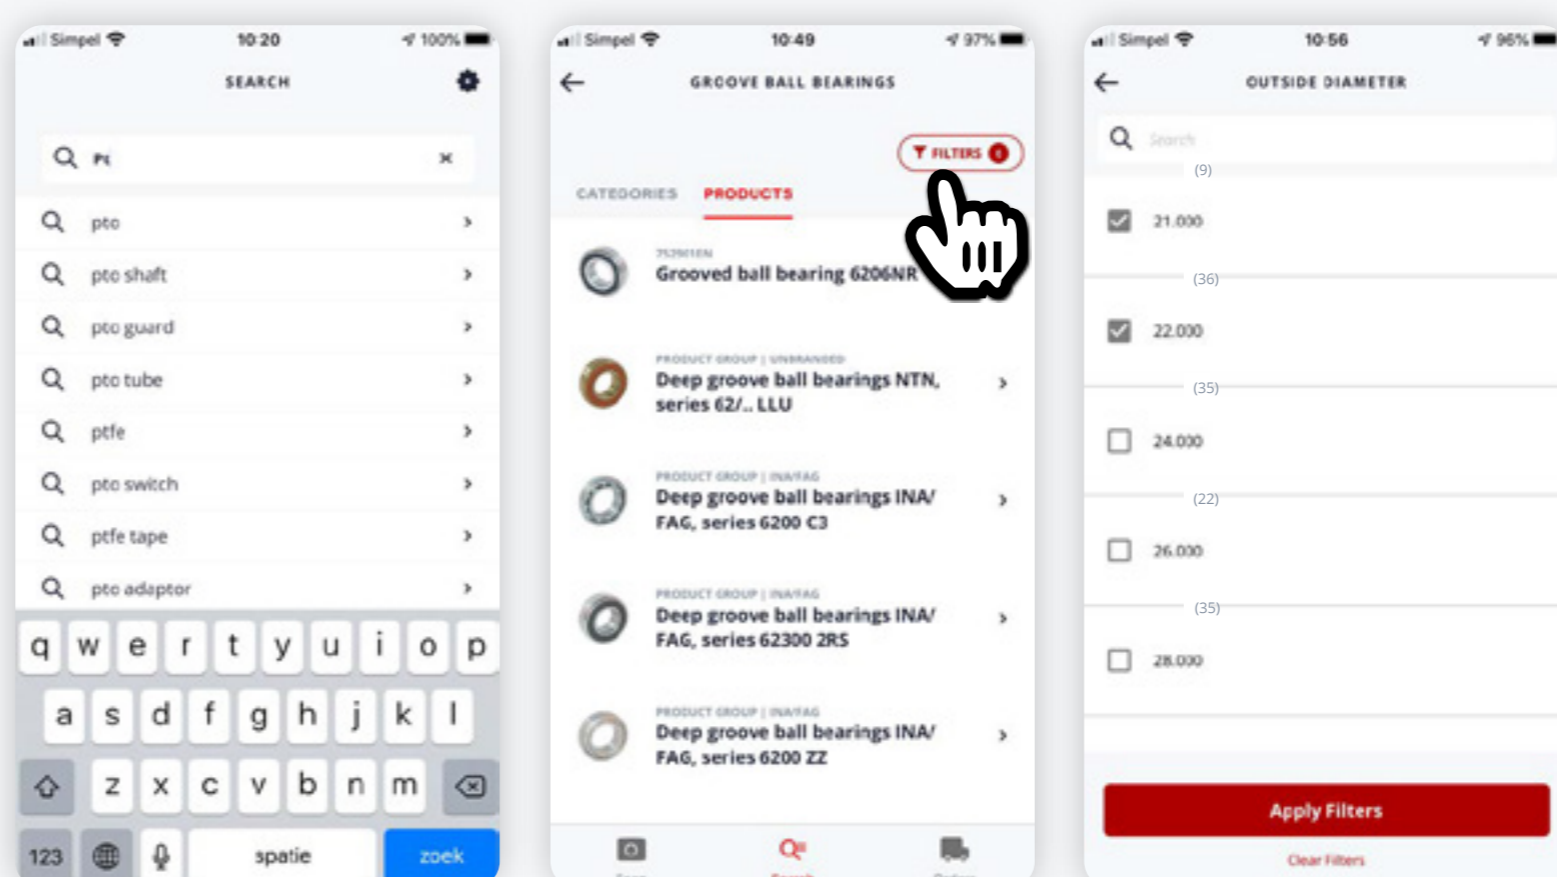 Simpel
10:20
100%
SEARCH
pto
pto shaft
pto guard
pto tube
ptfe
pto switch
ptfe tape
pto adaptor
q w e r t y u i o p
a s d f g h j k l
z x c v b n m
123
spatie
zoek
Simpel
10:49
97%
GROOVE BALL BEARINGS
FILTERS
CATEGORIES PRODUCTS
Grooved ball bearing 6206NR
PRODUCT GROUP | UNBRANDED
Deep groove ball bearings NTN,
series 62/.. LLU
PRODUCT GROUP | INA/FAG
Deep groove ball bearings INA/
FAG, series 6200 C3
PRODUCT GROUP | INA/FAG
Deep groove ball bearings INA/
FAG, series 62300 2RS
PRODUCT GROUP | INA/FAG
Deep groove ball bearings INA/
FAG, series 6200 ZZ
Simpel
10:56
96%
OUTSIDE DIAMETER
Search
(9)
21.000
(36)
22.000
(35)
24.000
(22)
26.000
(35)
28.000
Apply Filters
Clear Filters